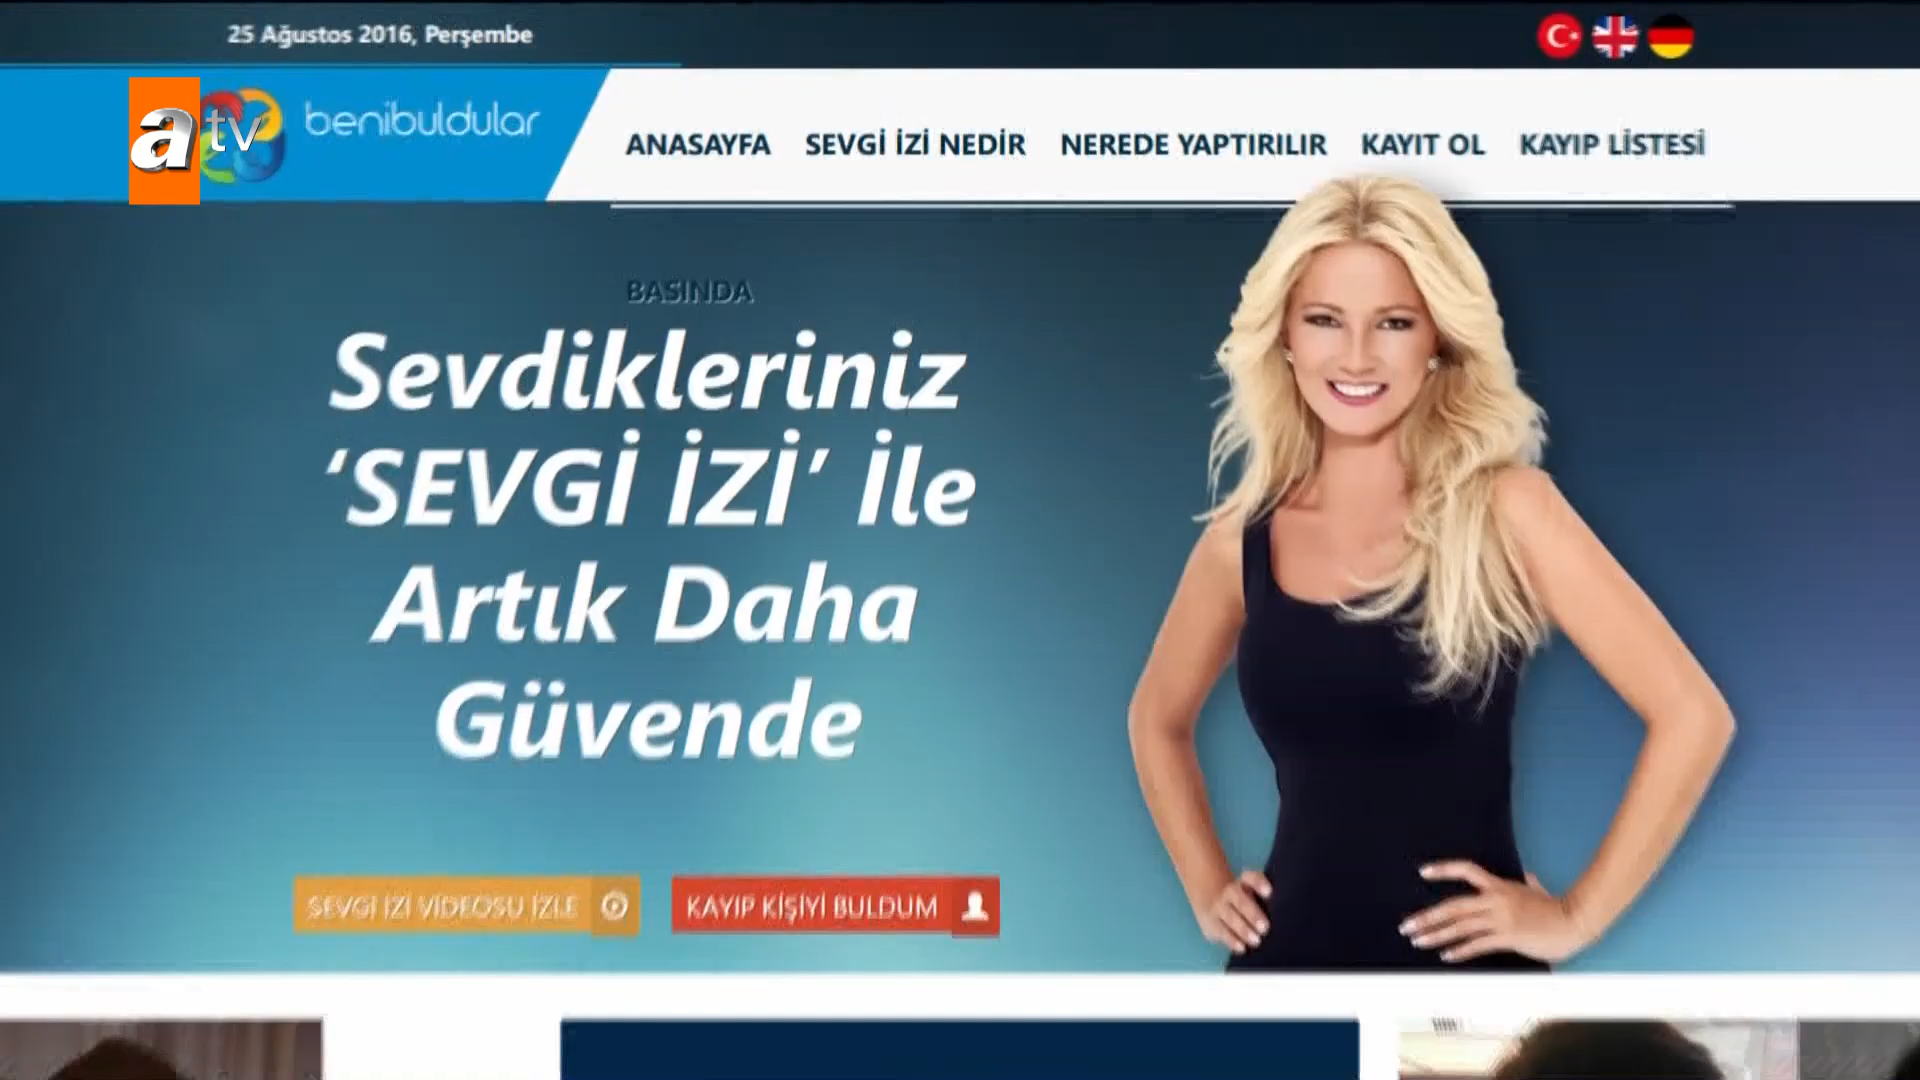 25 Ağustos 2016, Perşembe
atv
benibuldular
ANASAYFA SEVGİ İZİ NEDİR NEREDE YAPTIRILIR KAYIT OL KAYIP LİSTESİ
BASINDA
Sevdikleriniz
‘SEVGİ İZİ’ İle
Artık Daha
Güvende
SEVGİ İZİ VİDEOSU İZLE
KAYIP KİŞİYİ BULDUM